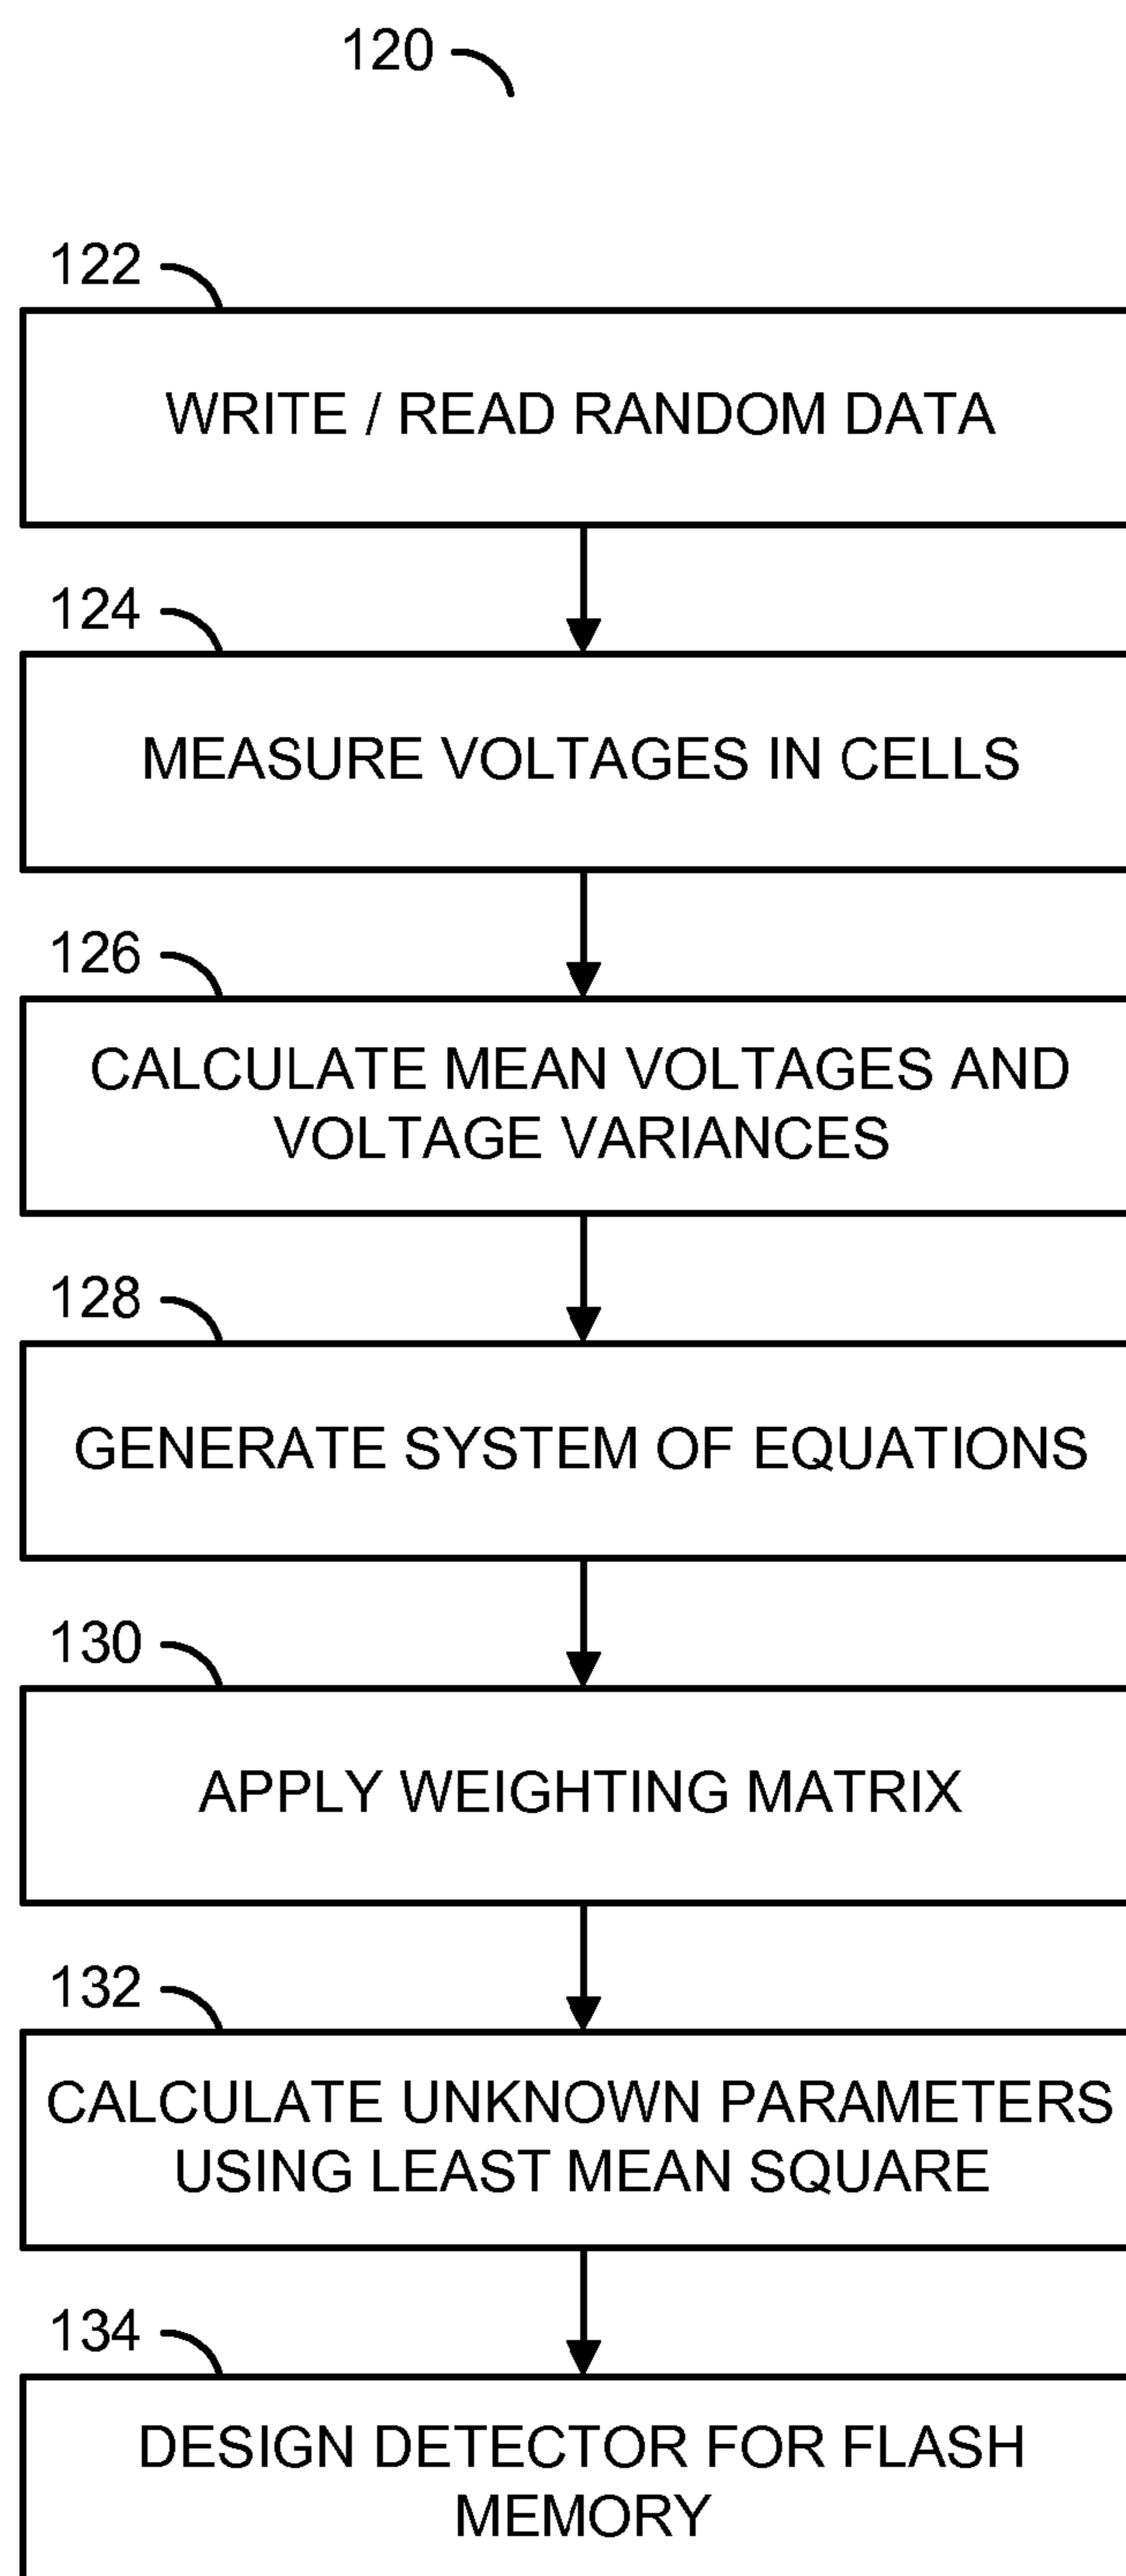 120
122
WRITE / READ RANDOM DATA
124
MEASURE VOLTAGES IN CELLS
126
CALCULATE MEAN VOLTAGES AND
VOLTAGE VARIANCES
128
GENERATE SYSTEM OF EQUATIONS
130
APPLY WEIGHTING MATRIX
132
CALCULATE UNKNOWN PARAMETERS
USING LEAST MEAN SQUARE
134
DESIGN DETECTOR FOR FLASH
MEMORY